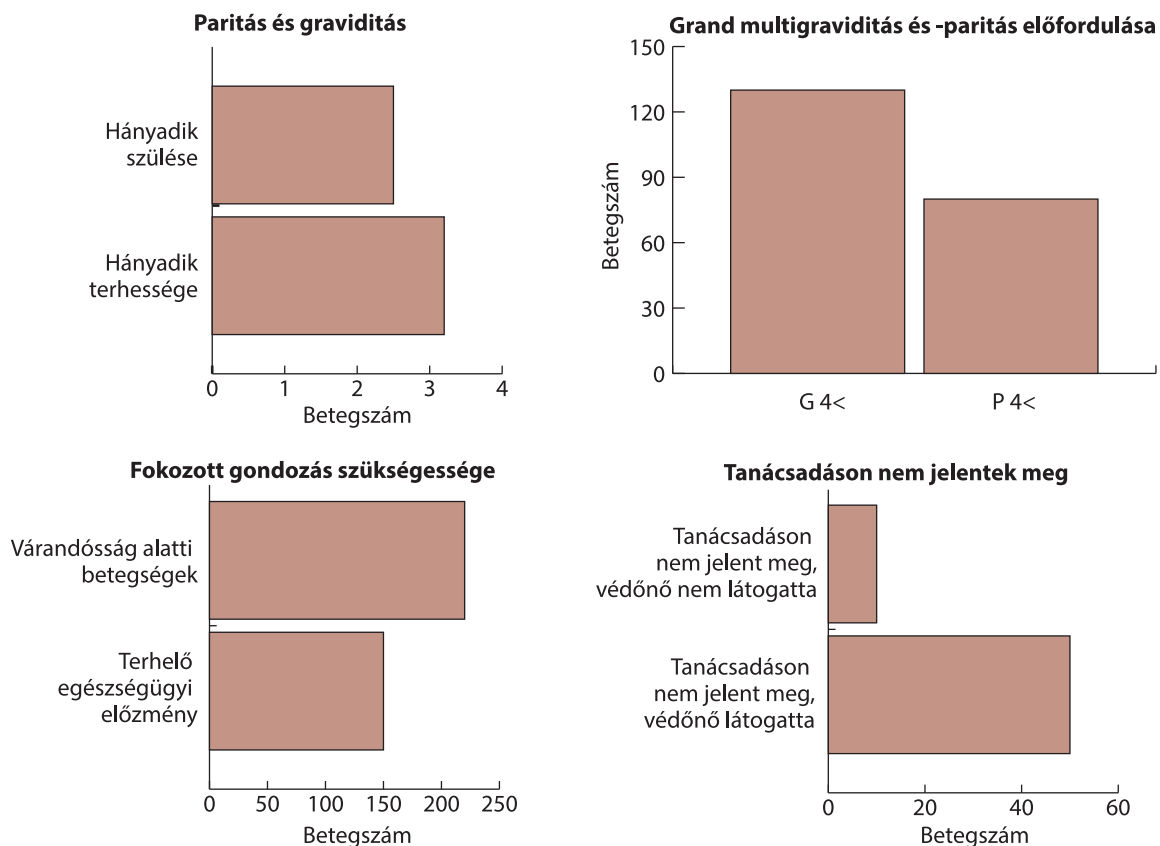 Paritás és graviditás
Hányadik
szülése
Hányadik
terhessége
0 1 2 3 4
Betegszám
Grand multigraviditás és -paritás előfordulása
150
120
90
60
30
0
Betegszám
G 4< P 4<
Fokozott gondozás szükségessége
Várandósság alatti
betegségek
Terhelő
egészségügyi
előzmény
0 50 100 150 200 250
Betegszám
Tanácsadáson nem jelentek meg
Tanácsadáson
nem jelent meg,
védőnő nem látogatta
Tanácsadáson
nem jelent meg,
védőnő látogatta
0 20 40 60
Betegszám